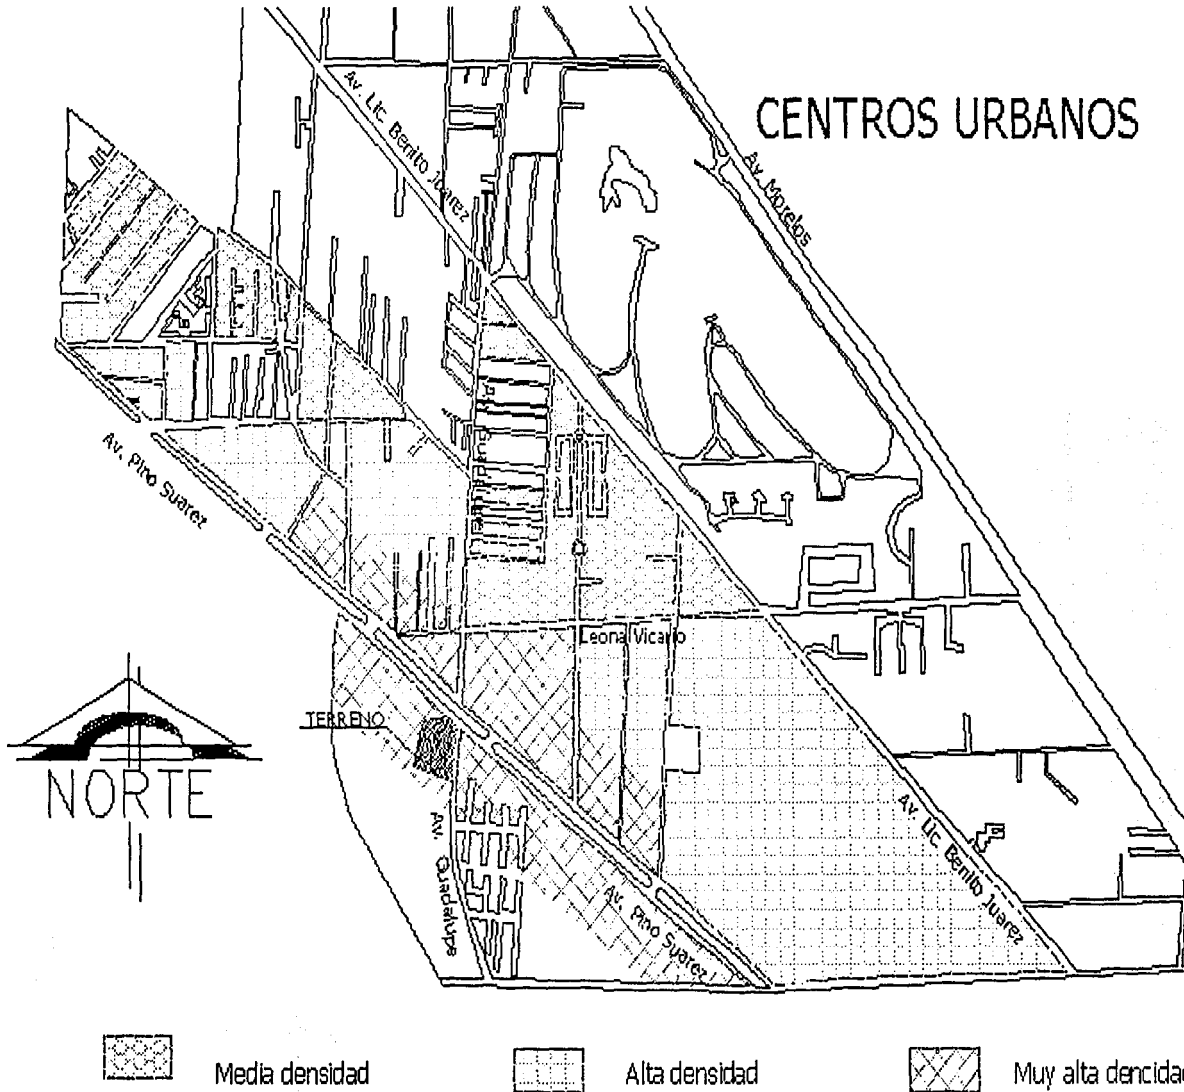 CENTROS URBANOS
Av. Lic. Benito Juarez
Av. Morelos
Av. Pino Suarez
Leona Vicario
TERRENO
NORTE
Av. Guadalupe
Av. Lic. Benito Juarez
Av. Pino Suarez
Media densidad
Alta densidad
Muy alta dencidad